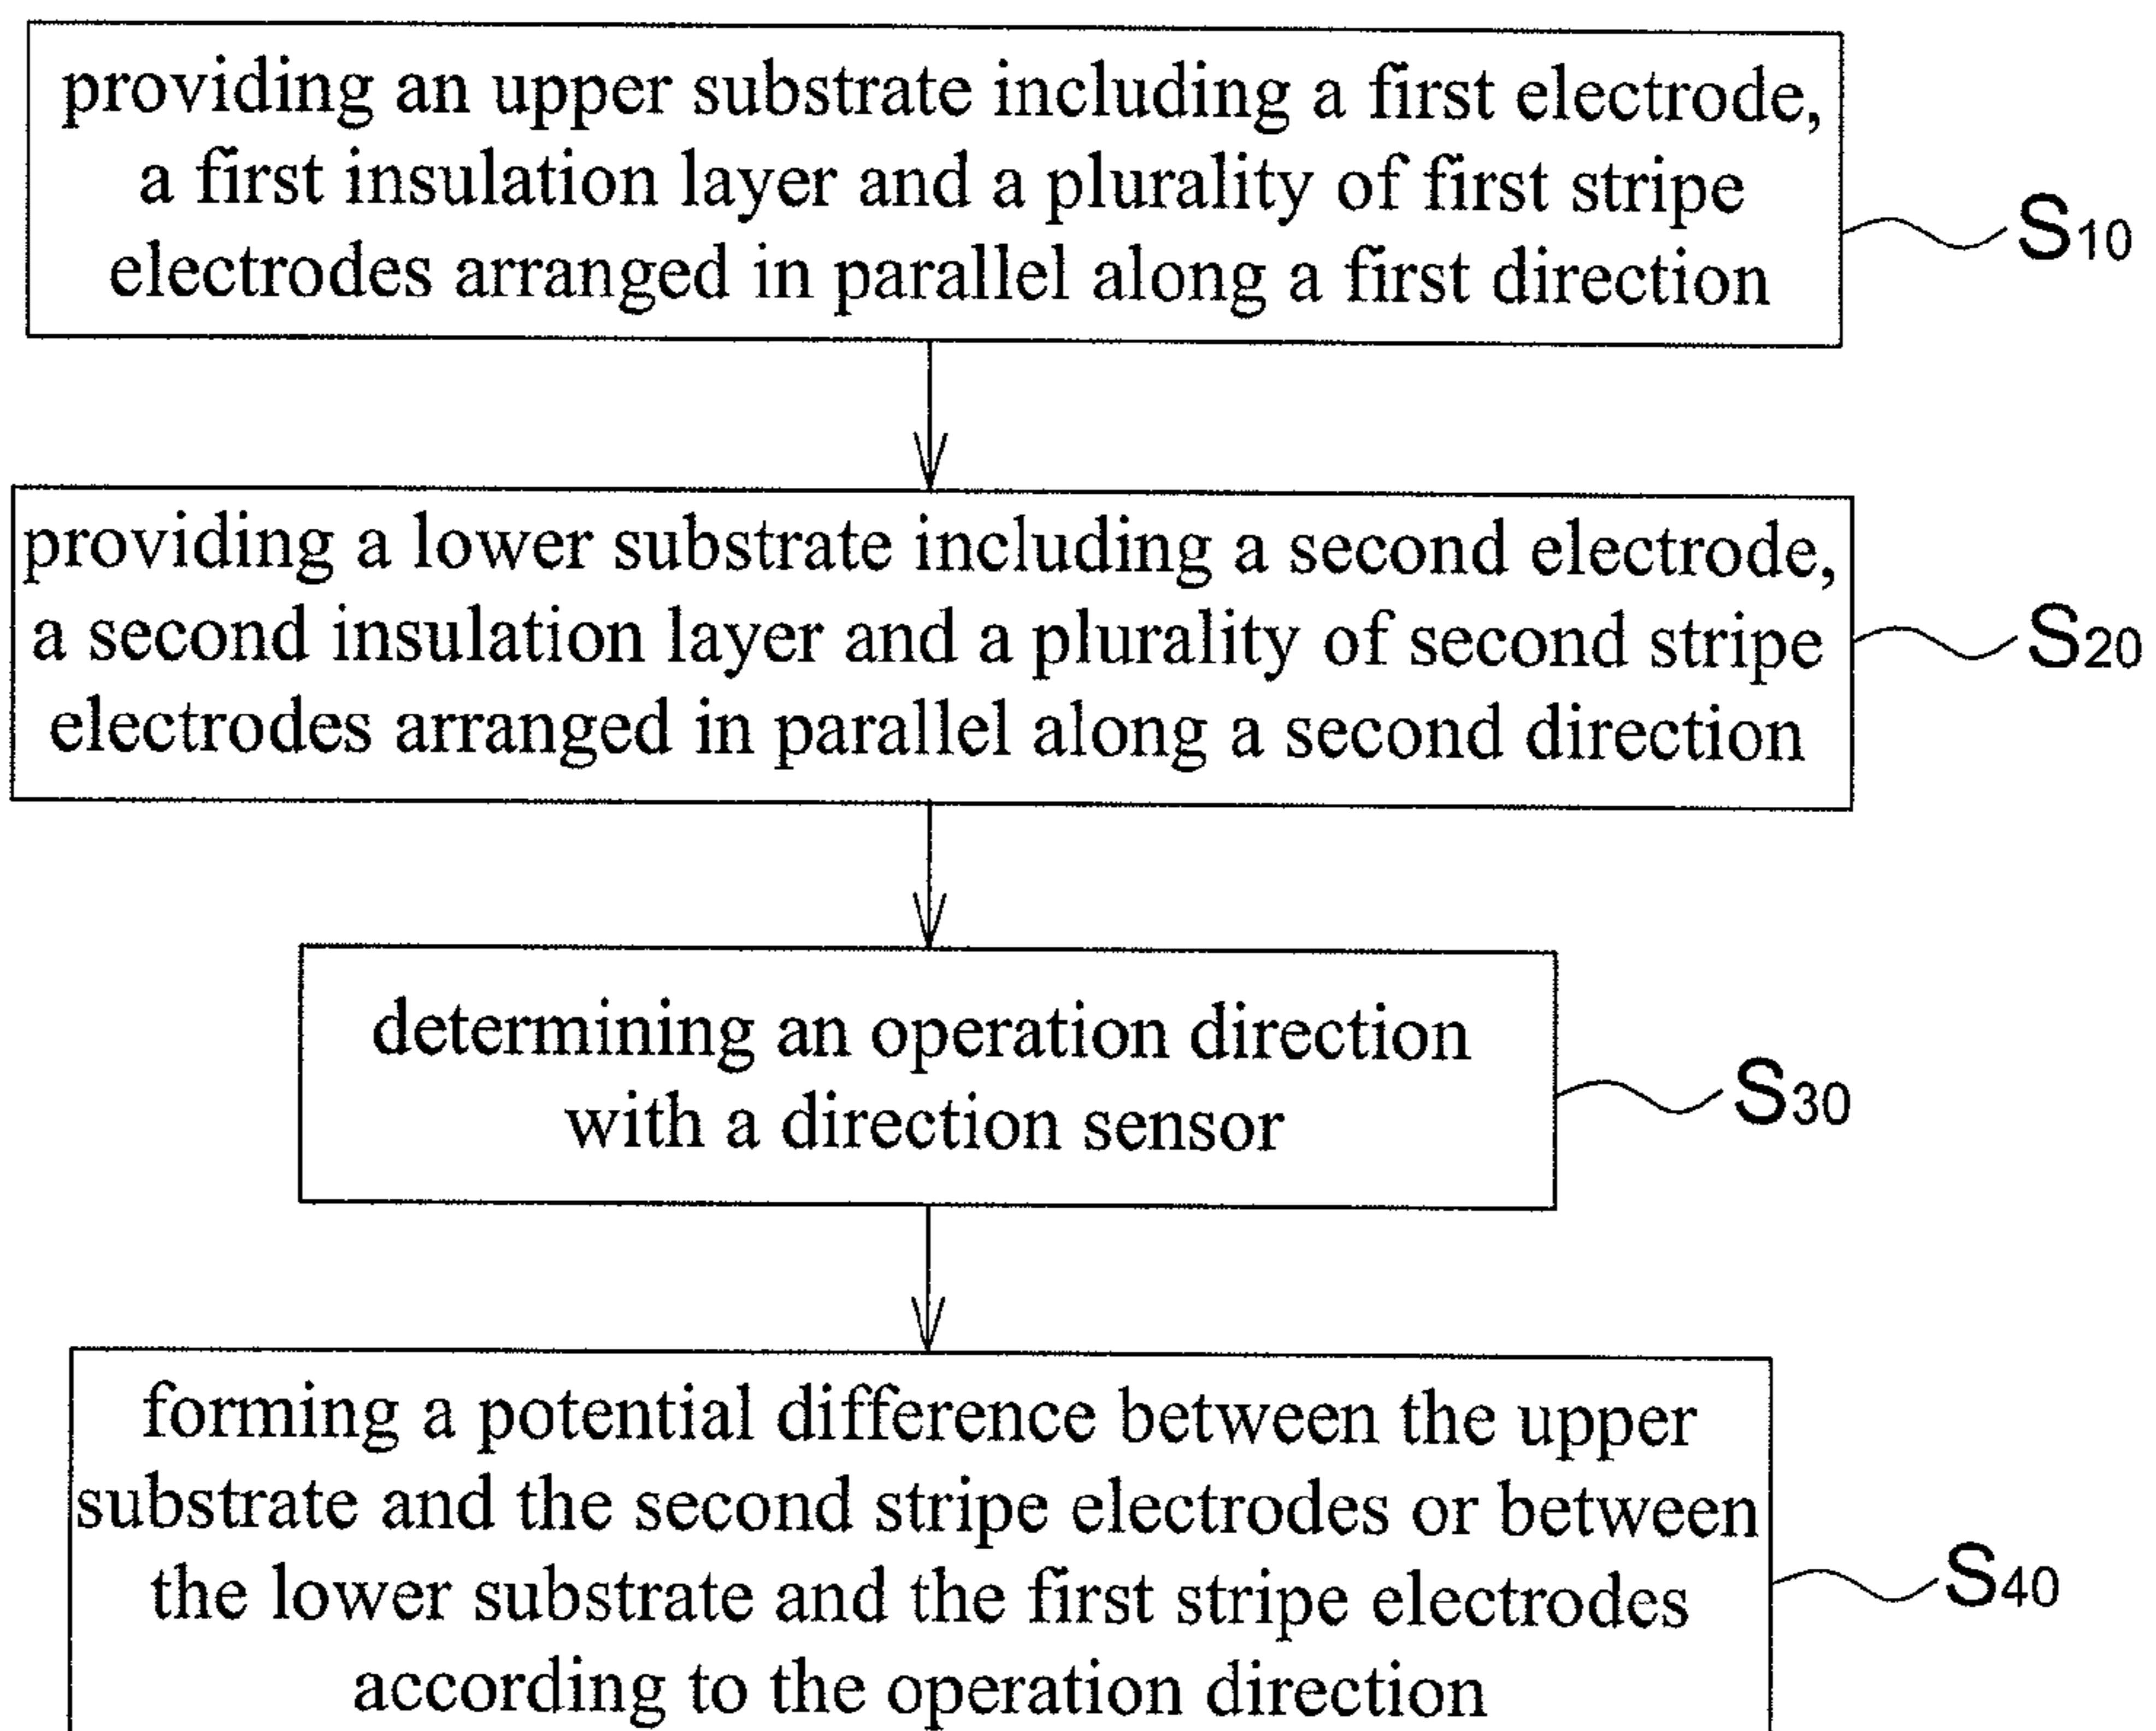 providing an upper substrate including a first electrode,
a first insulation layer and a plurality of first stripe
electrodes arranged in parallel along a first direction
S10
providing a lower substrate including a second electrode,
a second insulation layer and a plurality of second stripe
electrodes arranged in parallel along a second direction
S20
determining an operation direction
with a direction sensor
S30
forming a potential difference between the upper
substrate and the second stripe electrodes or between
the lower substrate and the first stripe electrodes
according to the operation direction
S40